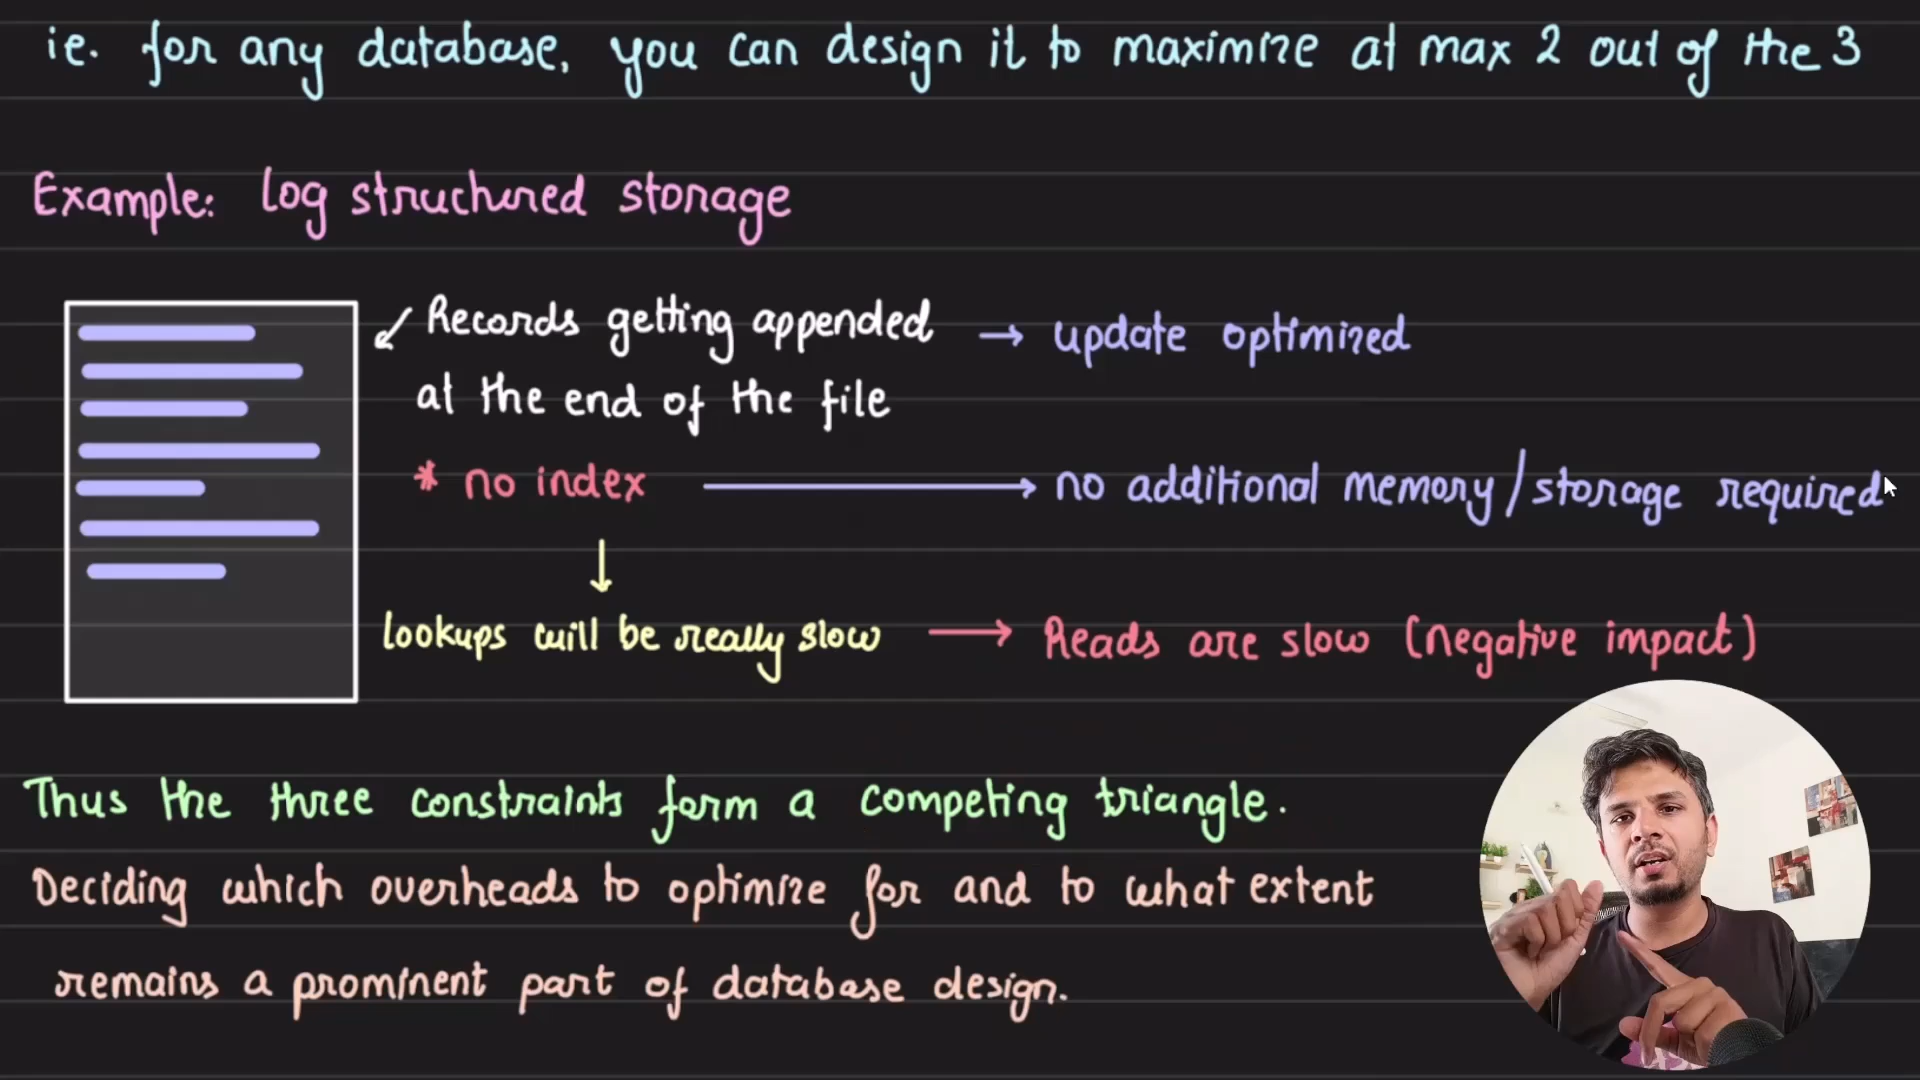 ie. for any database, you can design it to maximize at max 2 out of the 3
Example: Log structured storage
Records getting appended → update optimized
at the end of the file
* no index → no additional memory/storage required
↓
Lookups will be really slow → Reads are slow (negative impact)
Thus the three constraints form a competing triangle.
Deciding which overheads to optimize for and to what extent
remains a prominent part of database design.